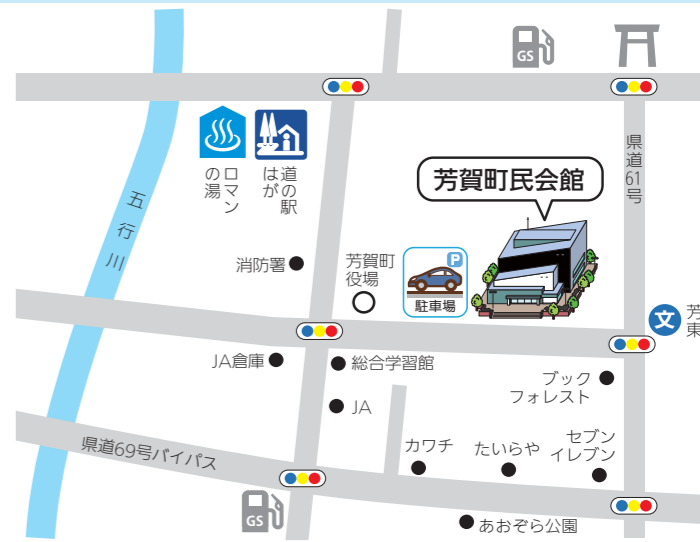 GS
五行川
ロマン
の湯
道の駅
はが
県道61号
芳賀町民会館
消防署
芳賀町
役場
P
駐車場
文
芳
東
JA倉庫
総合学習館
JA
ブック
フォレスト
カワチ
たいらや
セブン
イレブン
県道69号バイパス
GS
あおぞら公園